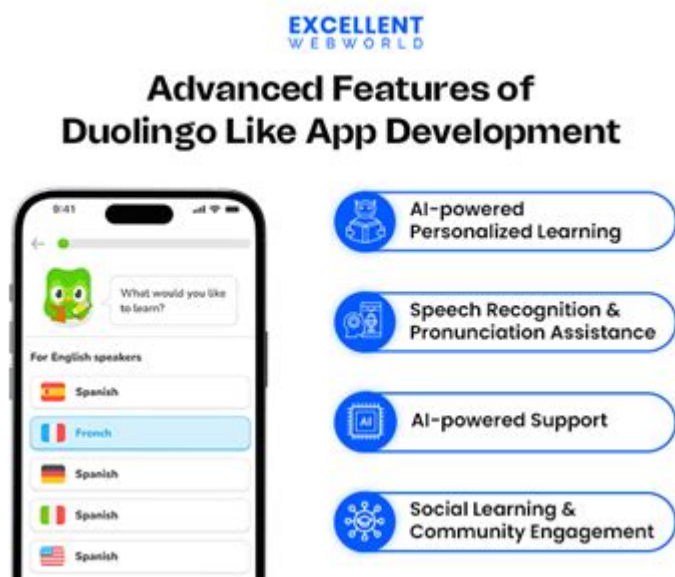 EXCELLENT
WEBWORLD
Advanced Features of
Duolingo Like App Development
9:41
What would you like
to learn?
For English speakers
Spanish
French
Spanish
Spanish
Spanish
AI-powered
Personalized Learning
Speech Recognition &
Pronunciation Assistance
AI
AI-powered Support
Social Learning &
Community Engagement